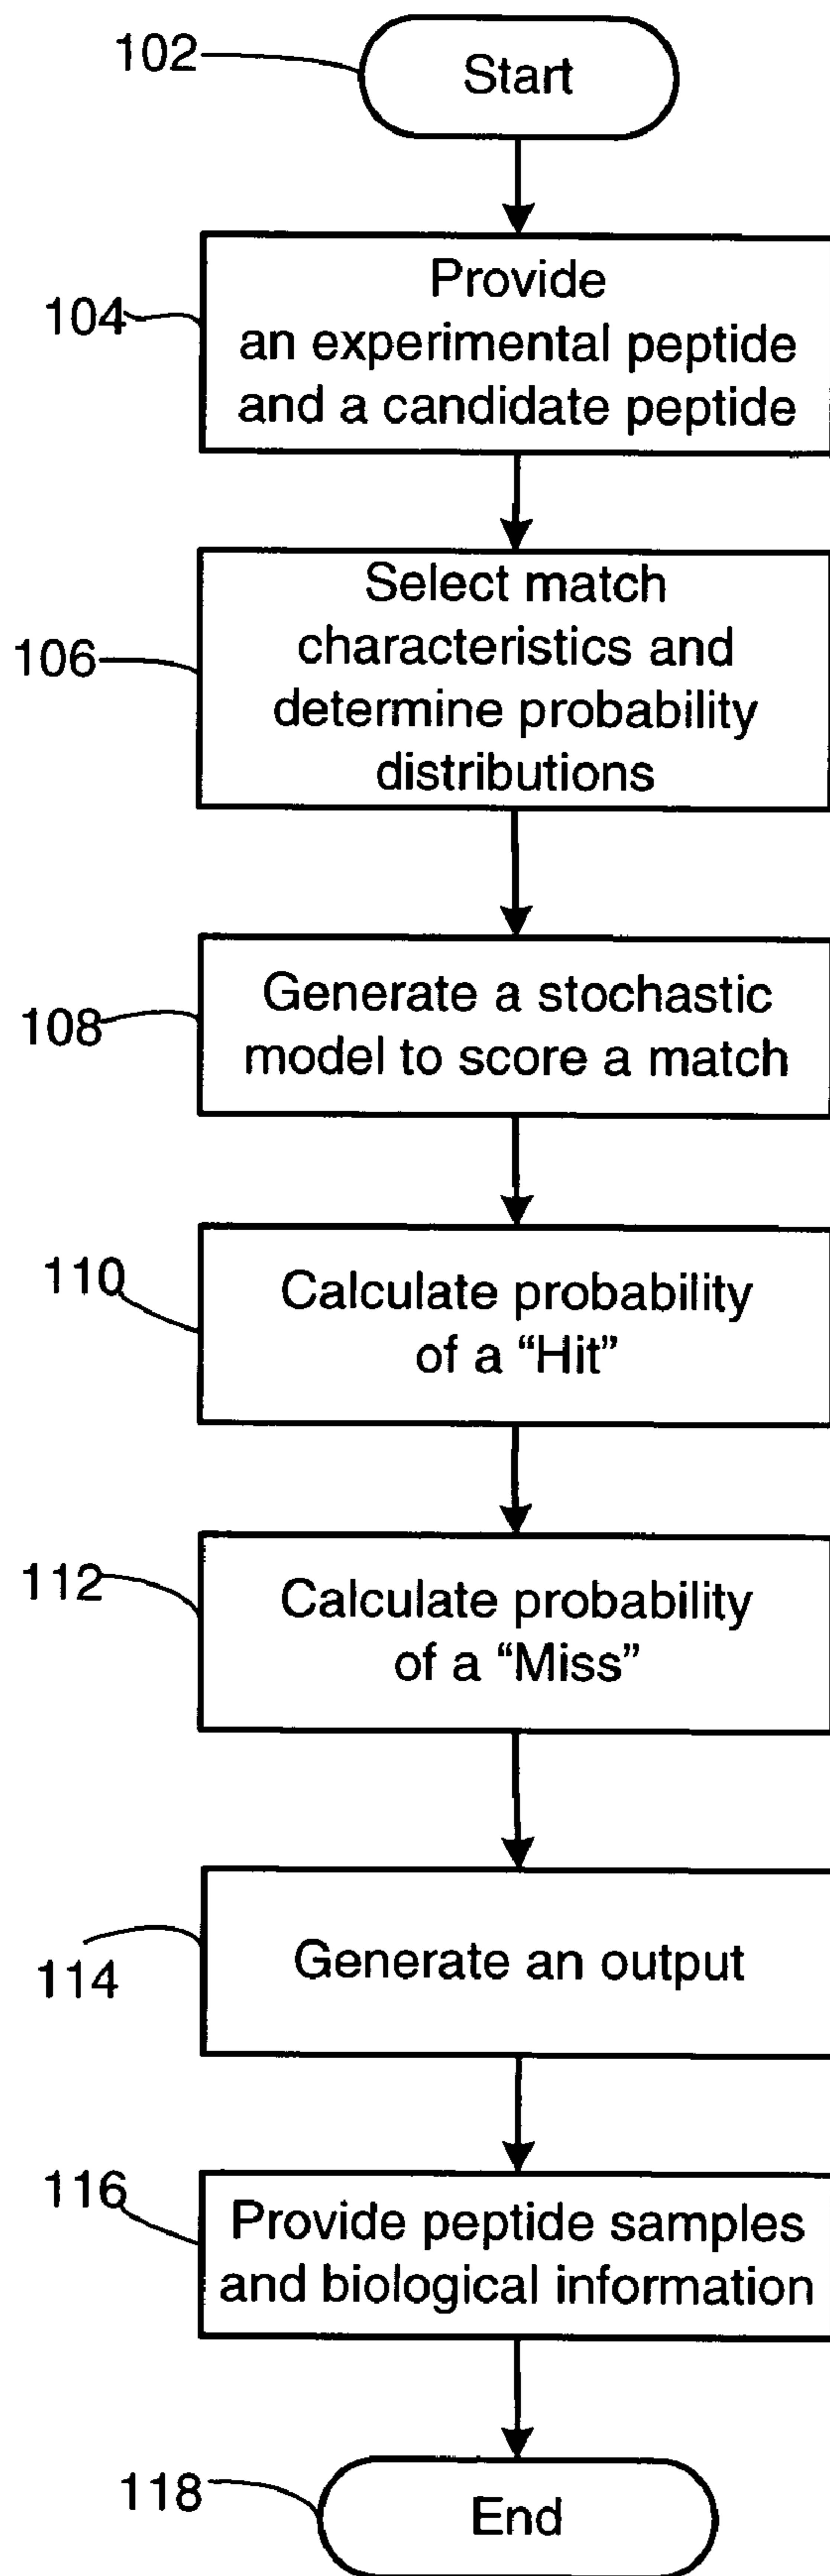 102
Start
104
Provide
an experimental peptide
and a candidate peptide
106
Select match
characteristics and
determine probability
distributions
108
Generate a stochastic
model to score a match
110
Calculate probability
of a “Hit”
112
Calculate probability
of a “Miss”
114
Generate an output
116
Provide peptide samples
and biological information
118
End